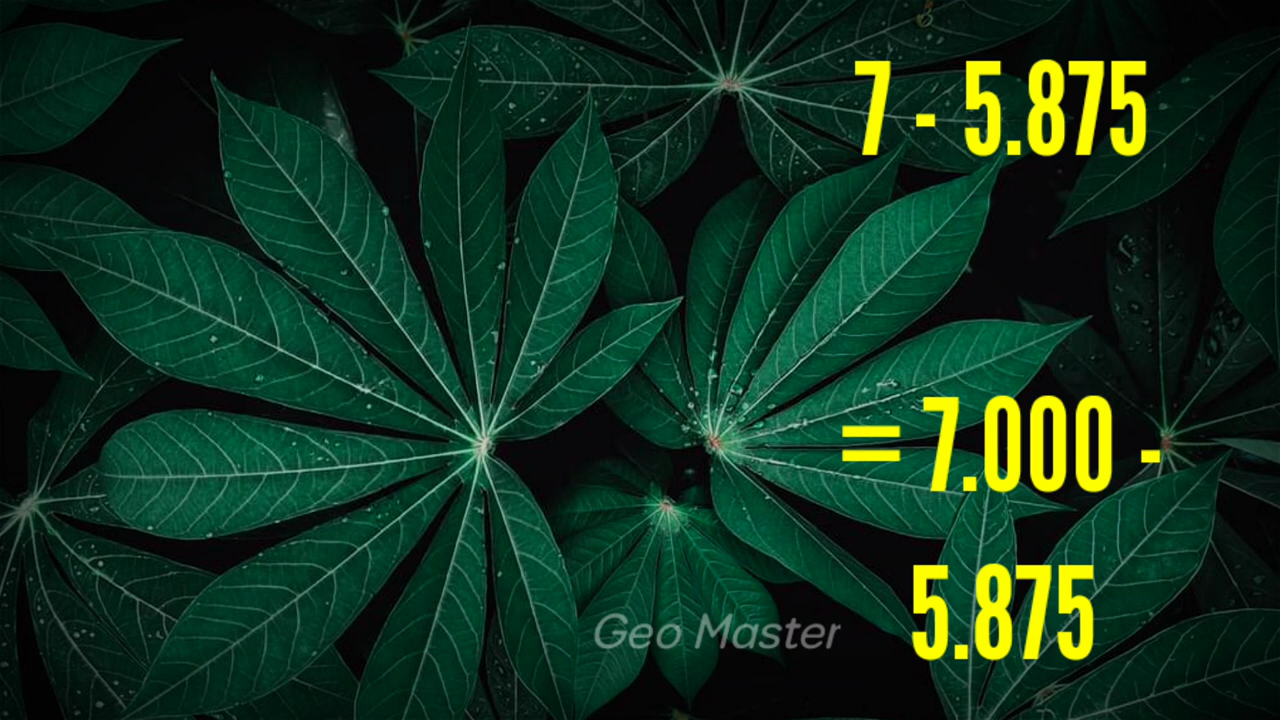 7 - 5.875
= 7.000 -
5.875
Geo Master